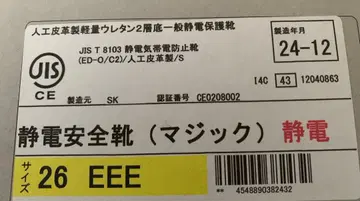 人工皮革製軽量ウレタン2層底一般静電保護靴
JIS
CE
JIS T 8103 静電気帯電防止靴
(ED-O/C2)/人工皮革製/S
製造年月
24-12
14C 43 12040863
製造元 SK 認証番号 CE0208002
静電安全靴(マジック) 静電
サイズ 26 EEE
4548890382432